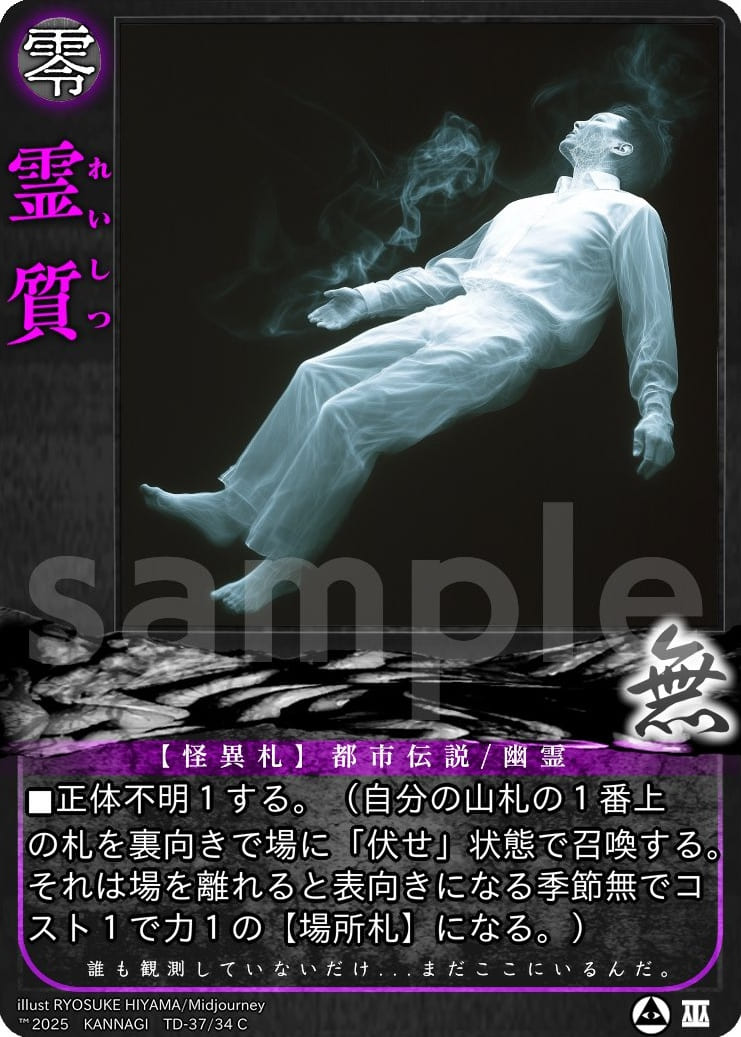 零
霊質
れいしつ
sample
無
【怪異札】都市伝説/幽霊
■正体不明１する。（自分の山札の１番上
の札を裏向きで場に「伏せ」状態で召喚する。
それは場を離れると表向きになる季節無でコ
スト１で力１の【場所札】になる。）
誰も観測していないだけ...まだここにいるんだ。
illust RYOSUKE HIYAMA/Midjourney
™2025 KANNAGI TD-37/34 C
巫